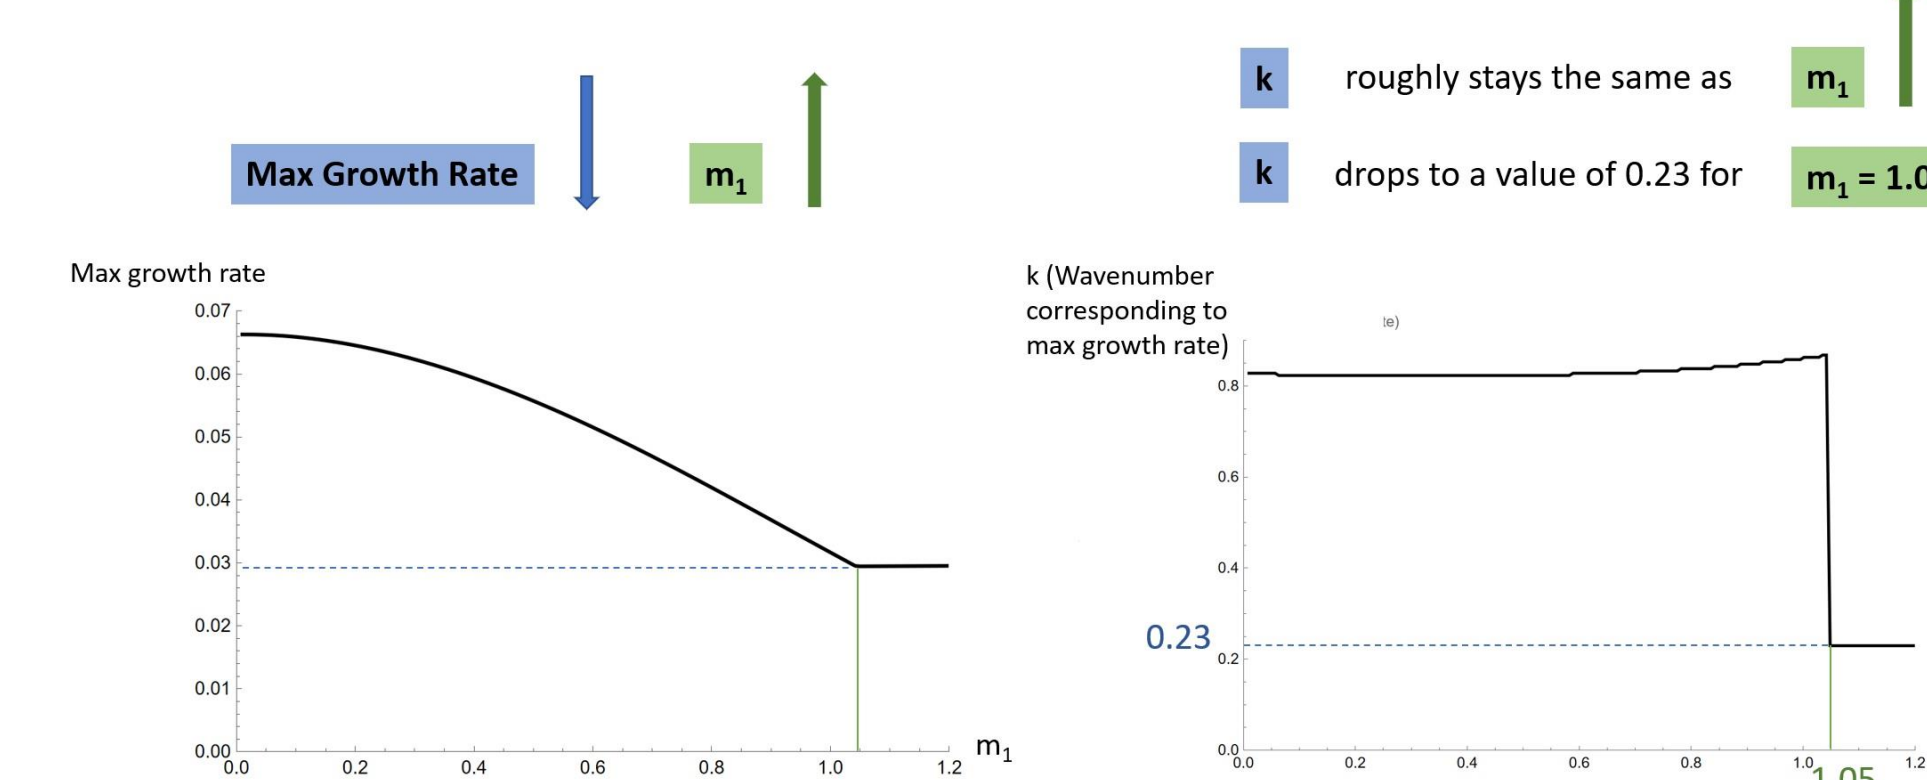 Max Growth Rate
m₁
k roughly stays the same as m₁
k drops to a value of 0.23 for m₁ = 1.0
Max growth rate
0.07
0.06
0.05
0.04
0.03
0.02
0.01
0.00
0.0 0.2 0.4 0.6 0.8 1.0 1.2
m₁
k (Wavenumber
corresponding to
max growth rate)
te)
0.8
0.6
0.4
0.23
0.2
0.0
0.0 0.2 0.4 0.6 0.8 1.0 1.2
1.05